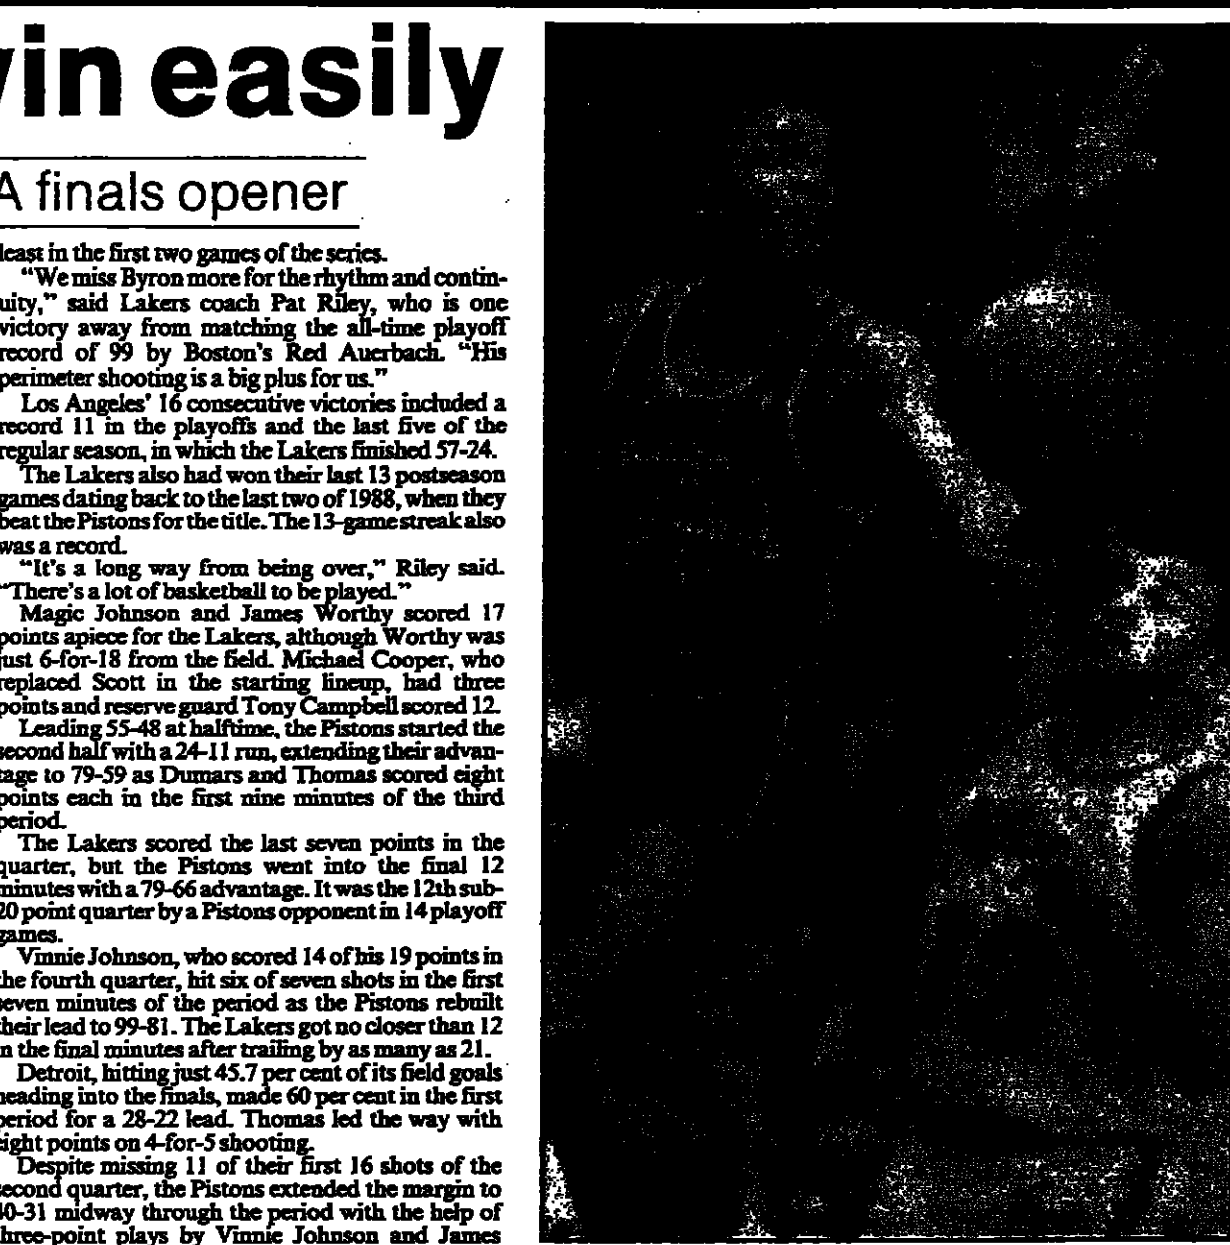 in easily
A finals opener
least in the first two games of the series.
"We miss Byron more for the rhythm and contin-
uity," said Lakers coach Pat Riley, who is one
victory away from matching the all-time playoff
record of 99 by Boston's Red Auerbach. "His
perimeter shooting is a big plus for us."
Los Angeles' 16 consecutive victories included a
record 11 in the playoffs and the last five of the
regular season, in which the Lakers finished 57-24.
The Lakers also had won their last 13 postseason
games dating back to the last two of 1988, when they
beat the Pistons for the title. The 13-game streak also
was a record.
"It's a long way from being over," Riley said.
"There's a lot of basketball to be played."
Magic Johnson and James Worthy scored 17
points apiece for the Lakers, although Worthy was
just 6-for-18 from the field. Michael Cooper, who
replaced Scott in the starting lineup, had three
points and reserve guard Tony Campbell scored 12.
Leading 55-48 at halftime, the Pistons started the
second half with a 24-11 run, extending their advan-
tage to 79-59 as Dumars and Thomas scored eight
points each in the first nine minutes of the third
period.
The Lakers scored the last seven points in the
quarter, but the Pistons went into the final 12
minutes with a 79-66 advantage. It was the 12th sub-
20 point quarter by a Pistons opponent in 14 playoff
games.
Vinnie Johnson, who scored 14 of his 19 points in
the fourth quarter, hit six of seven shots in the first
seven minutes of the period as the Pistons rebuilt
their lead to 99-81. The Lakers got no closer than 12
in the final minutes after trailing by as many as 21.
Detroit, hitting just 45.7 per cent of its field goals
heading into the finals, made 60 per cent in the first
period for a 28-22 lead. Thomas led the way with
eight points on 4-for-5 shooting.
Despite missing 11 of their first 16 shots of the
second quarter, the Pistons extended the margin to
40-31 midway through the period with the help of
three-point plays by Vinnie Johnson and James